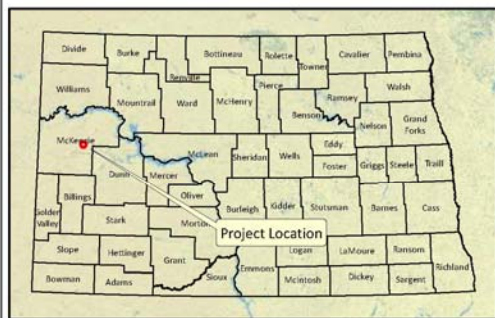 Divide
Burke
Renville
Bottineau
Rolette
Towner
Cavalier
Pembina
Williams
Mountrail
Ward
McHenry
Pierce
Benson
Ramsey
Walsh
Nelson
Grand
Forks
McKenzie
Dunn
Mercer
McLean
Sheridan
Wells
Eddy
Foster
Griggs
Steele
Traill
Oliver
Billings
Golden
Valley
Stark
Morton
Burleigh
Kidder
Stutsman
Barnes
Cass
Project Location
Slope
Hettinger
Grant
Sioux
Emmons
Logan
LaMoure
Ransom
Richland
Bowman
Adams
McIntosh
Dickey
Sargent